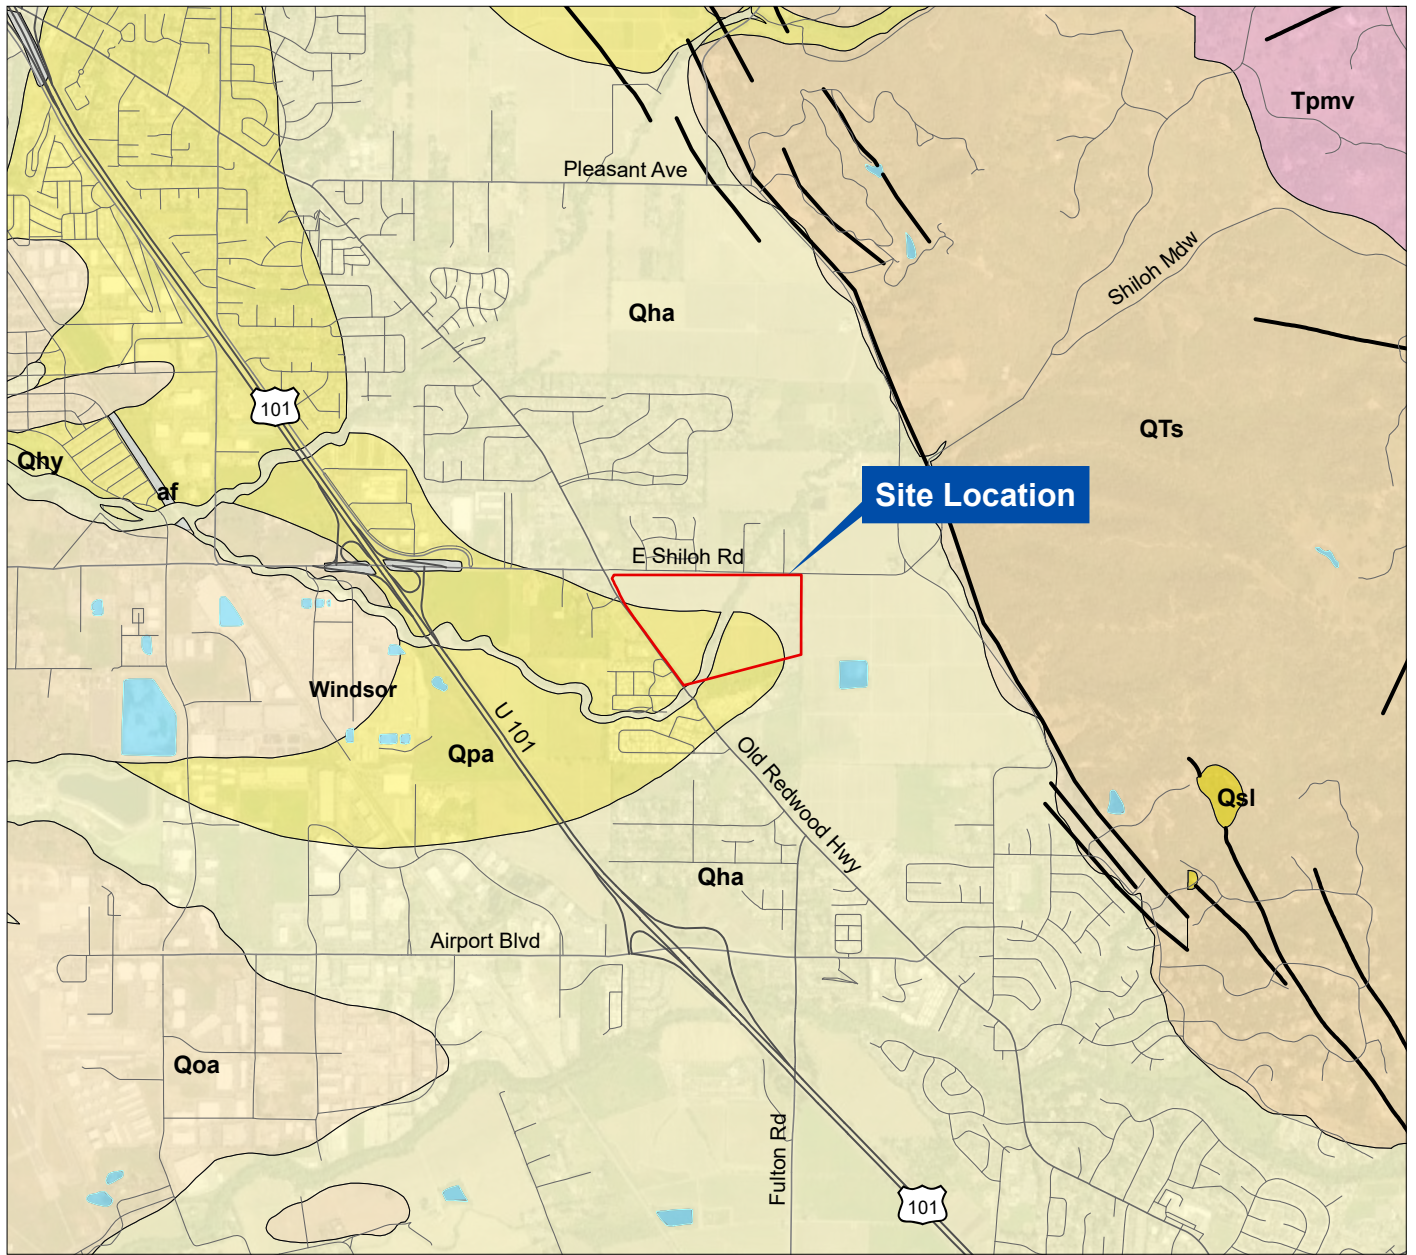 Tpmv
Pleasant Ave
Shiloh Mdw
Qha
101
QTs
Qhy
af
Site Location
E Shiloh Rd
Windsor
U 101
Qpa
Old Redwood Hwy
Qsl
Qha
Airport Blvd
Qoa
Fulton Rd
101